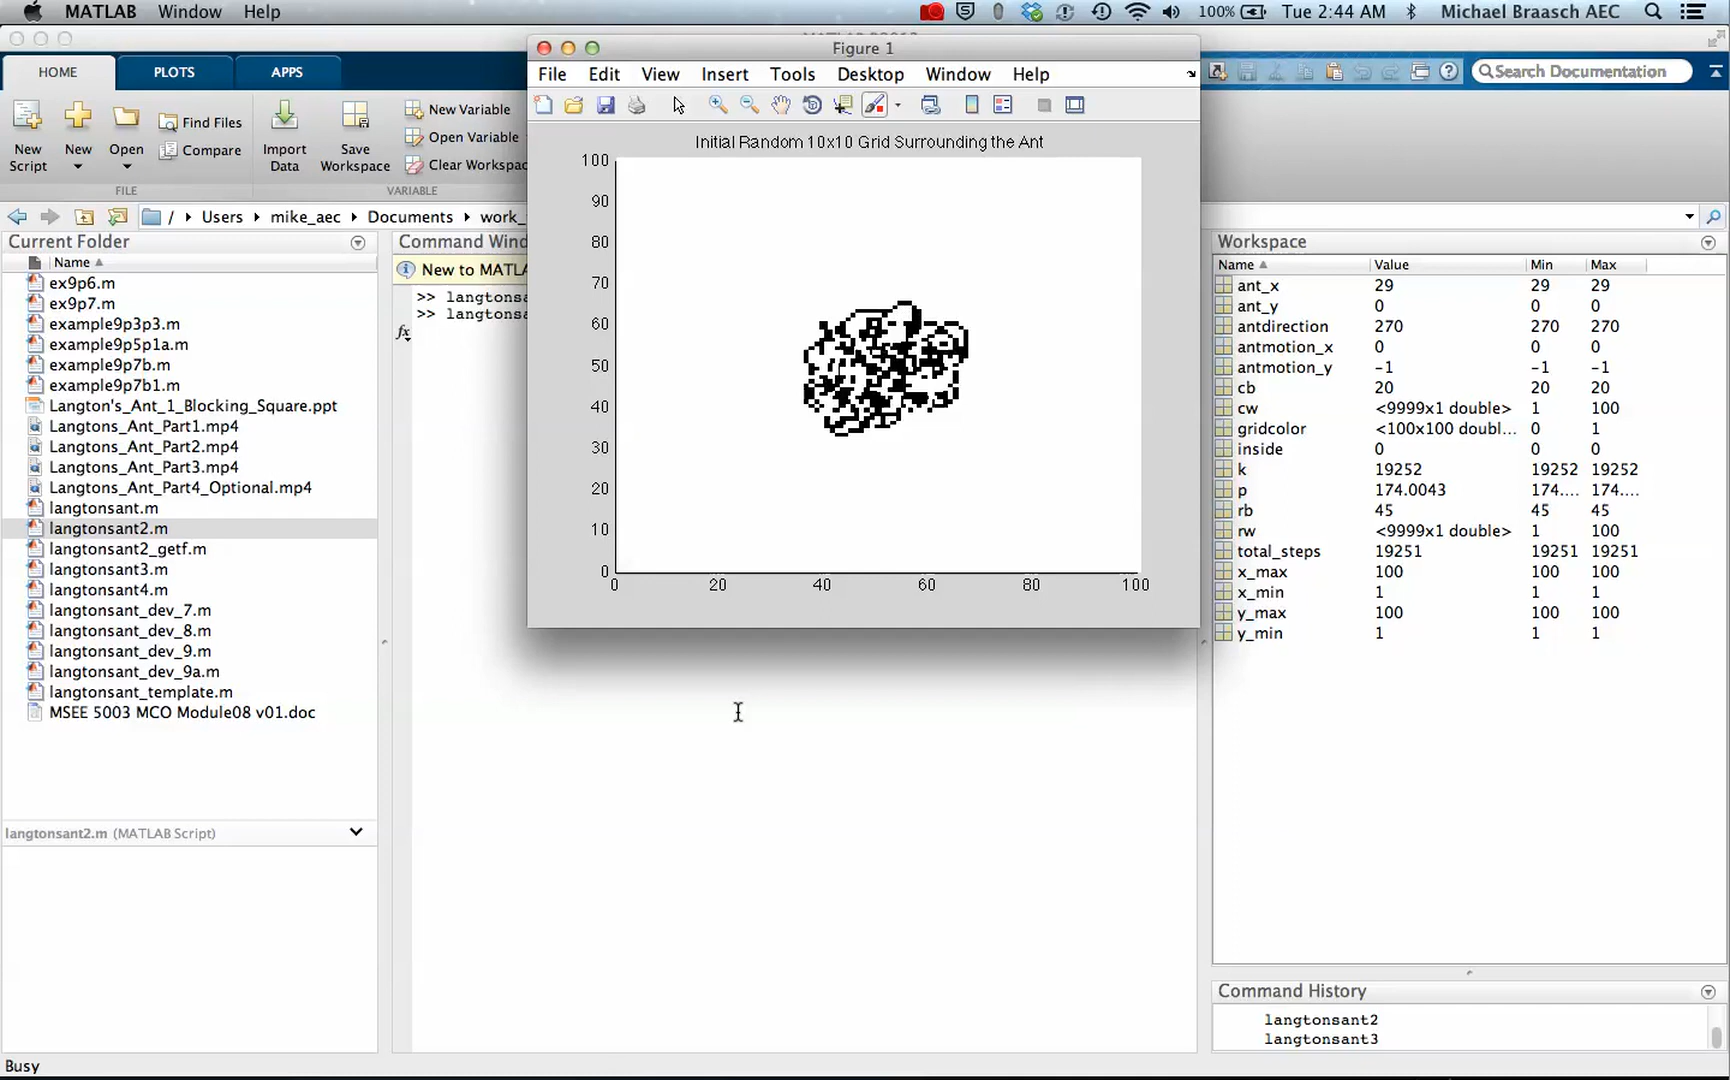 MATLAB Window Help
100% Tue 2:44 AM Michael Braasch AEC
Figure 1
HOME PLOTS APPS
File Edit View Insert Tools Desktop Window Help
Search Documentation
New Script
New
Open
Find Files
Compare
Import Data
Save Workspace
New Variable
Open Variable
Clear Workspac
FILE
VARIABLE
/ Users mike_aec Documents work_
Current Folder
Name
ex9p6.m
ex9p7.m
example9p3p3.m
example9p5p1a.m
example9p7b.m
example9p7b1.m
Langton's_Ant_1_Blocking_Square.ppt
Langtons_Ant_Part1.mp4
Langtons_Ant_Part2.mp4
Langtons_Ant_Part3.mp4
Langtons_Ant_Part4_Optional.mp4
langtonsant.m
langtonsant2.m
langtonsant2_getf.m
langtonsant3.m
langtonsant4.m
langtonsant_dev_7.m
langtonsant_dev_8.m
langtonsant_dev_9.m
langtonsant_dev_9a.m
langtonsant_template.m
MSEE 5003 MCO Module08 v01.doc
langtonsant2.m (MATLAB Script)
Busy
Command Wind
New to MATLA
>> langtonsa
>> langtonsa
fx
Initial Random 10x10 Grid Surrounding the Ant
100
90
80
70
60
50
40
30
20
10
0
0 20 40 60 80 100
Workspace
Name Value Min Max
ant_x 29 29 29
ant_y 0 0 0
antdirection 270 270 270
antmotion_x 0 0 0
antmotion_y -1 -1 -1
cb 20 20 20
cw <9999x1 double> 1 100
gridcolor <100x100 doubl... 0 1
inside 0 0 0
k 19252 19252 19252
p 174.0043 174.... 174....
rb 45 45 45
rw <9999x1 double> 1 100
total_steps 19251 19251 19251
x_max 100 100 100
x_min 1 1 1
y_max 100 100 100
y_min 1 1 1
Command History
langtonsant2
langtonsant3